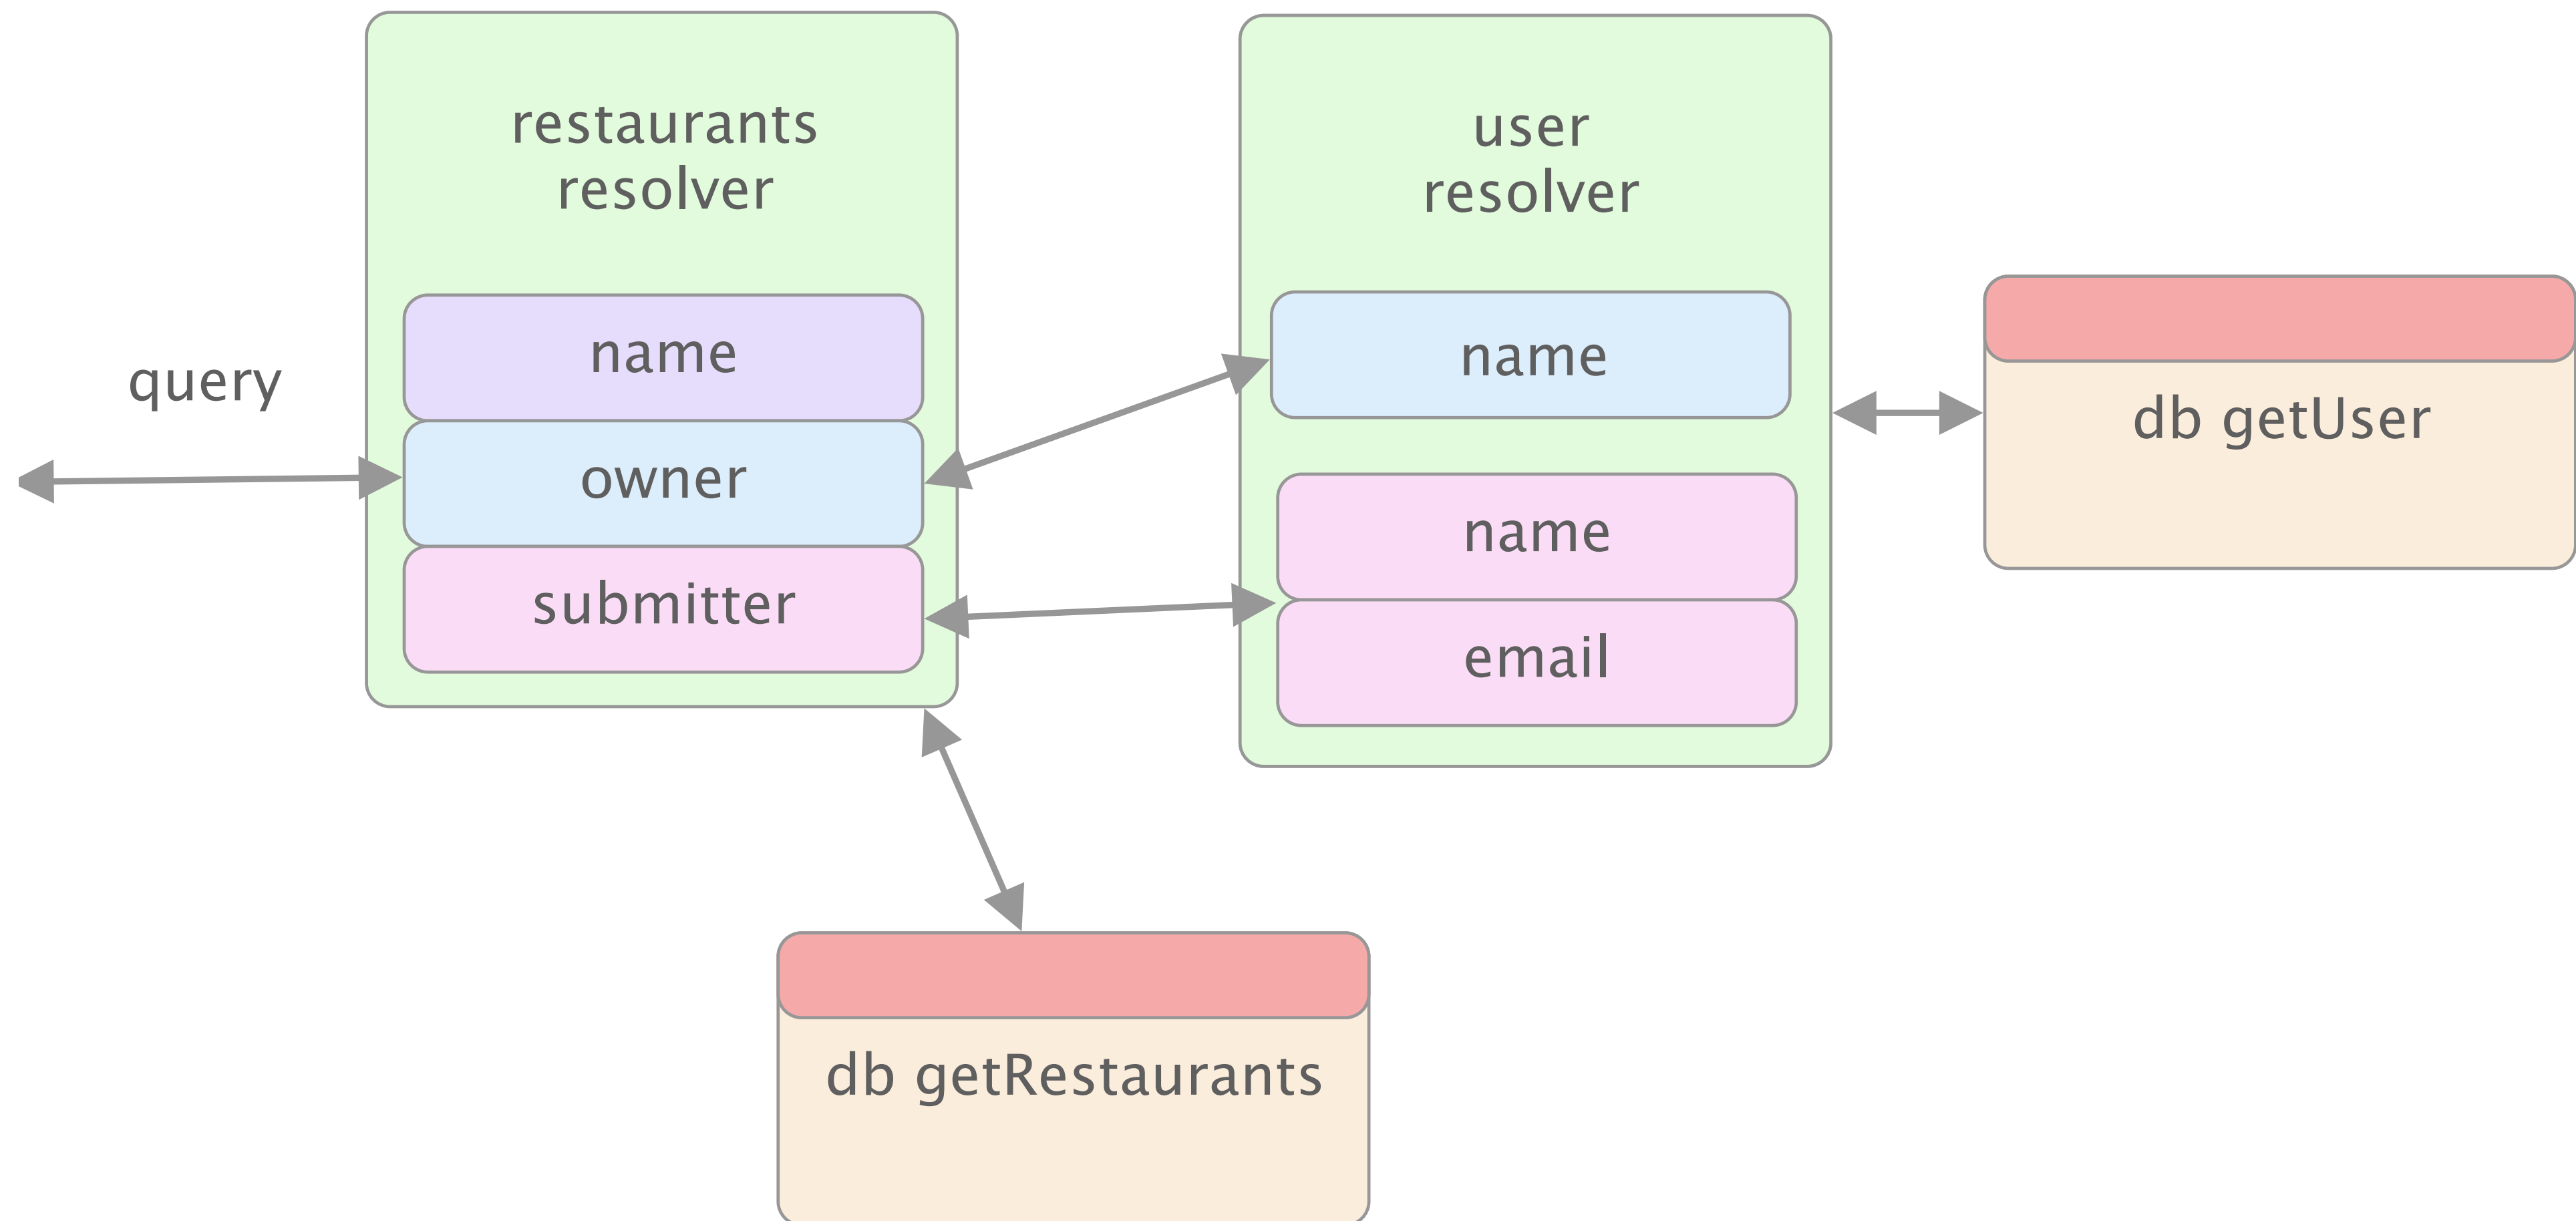 query
restaurants
resolver
name
owner
submitter
user
resolver
name
name
email
db getUser
db getRestaurants